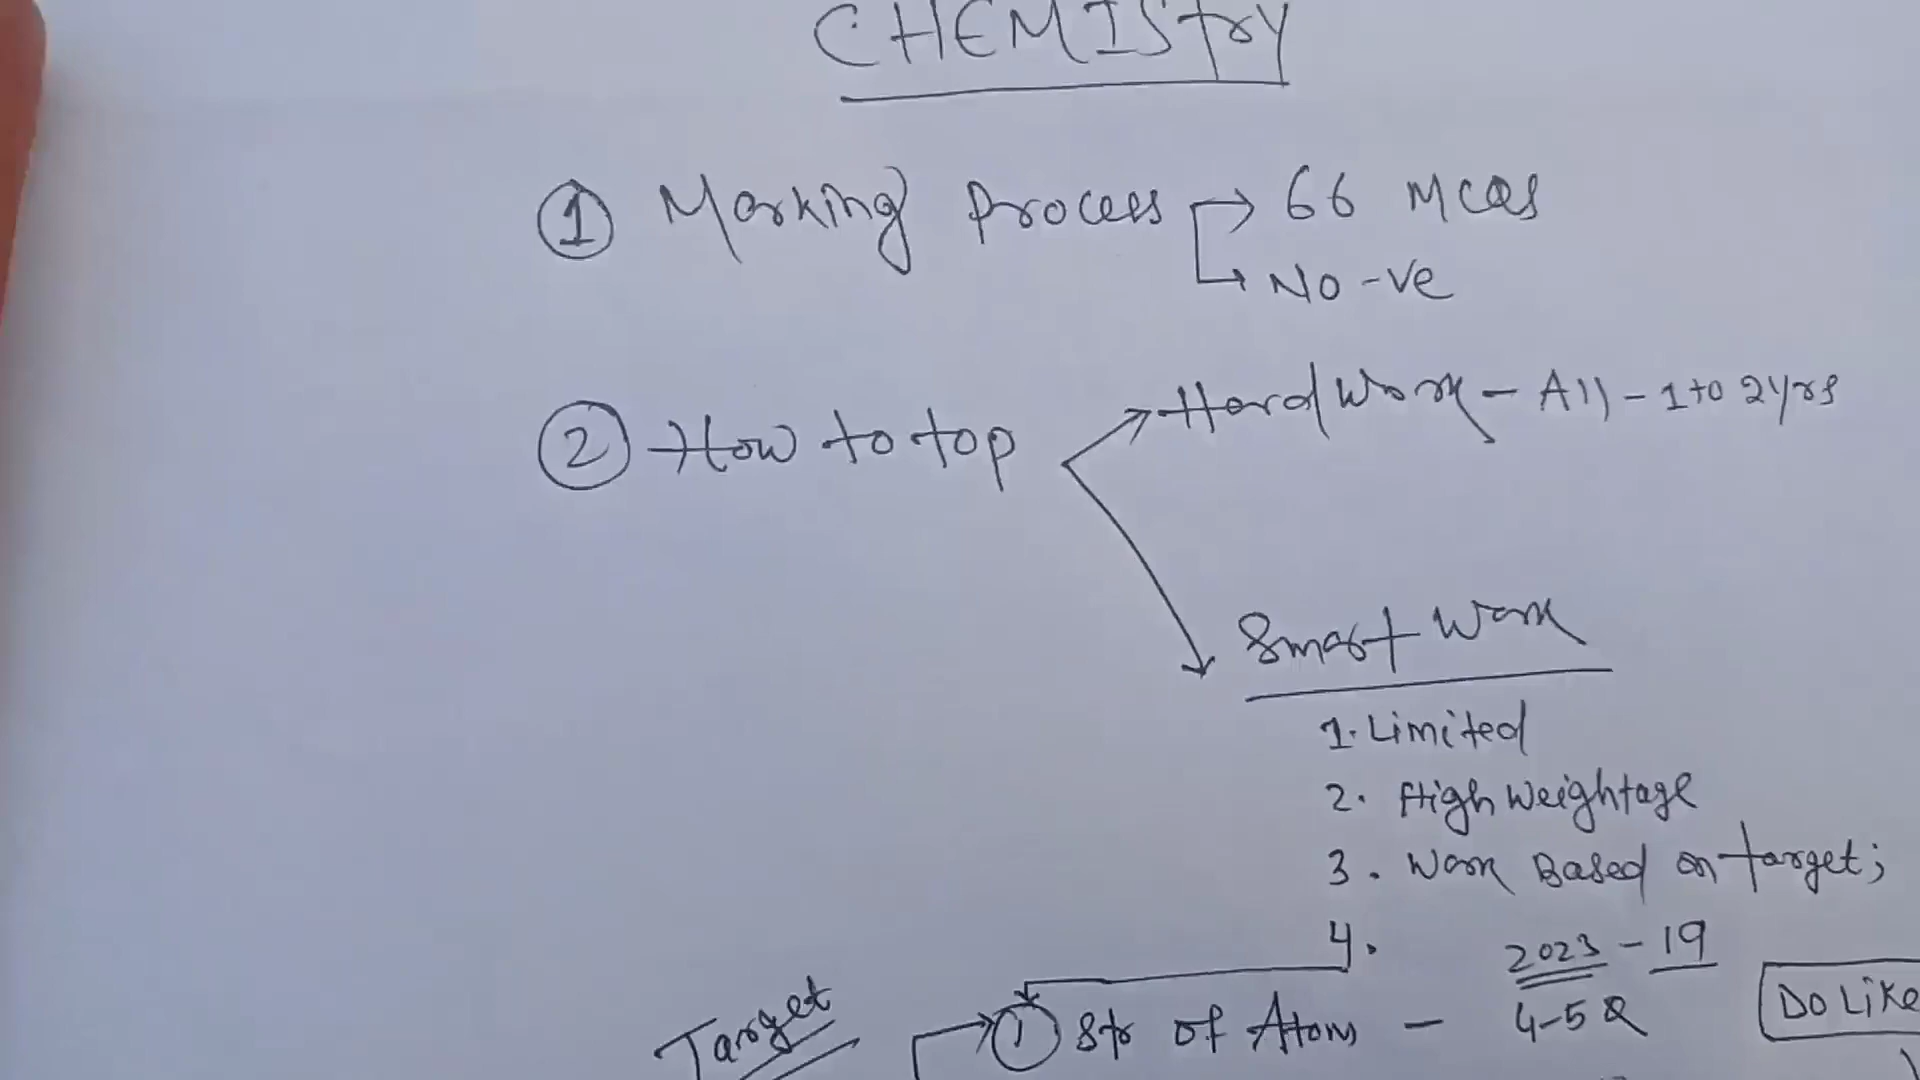 CHEMIStry
① Marking Process → 66 MCQS
→ No -ve
② How to top → Hard Work - All - 1 to 2 yrs
Smart Work
1. Limited
2. High Weightage
3. Work Based on target;
4.
2023 - 19
Target → ① Str of Atom - 4-5 Q
Do Like